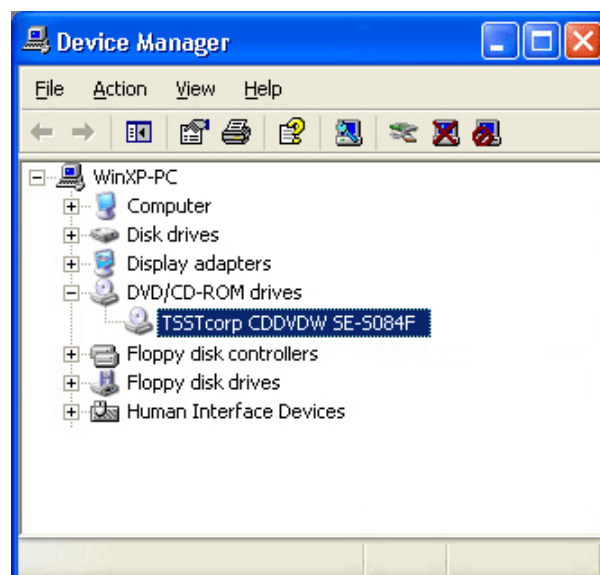 Device Manager
File Action View Help
WinXP-PC
Computer
Disk drives
Display adapters
DVD/CD-ROM drives
TSSTcorp CDDVDW SE-S084F
Floppy disk controllers
Floppy disk drives
Human Interface Devices